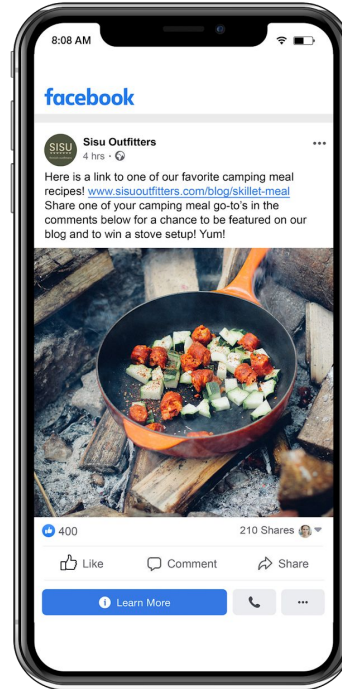 8:08 AM
facebook
SISU
Sisu Outfitters
4 hrs ·
Here is a link to one of our favorite camping meal
recipes! www.sisuoutfitters.com/blog/skillet-meal
Share one of your camping meal go-to's in the
comments below for a chance to be featured on our
blog and to win a stove setup! Yum!
400
210 Shares
Like
Comment
Share
Learn More